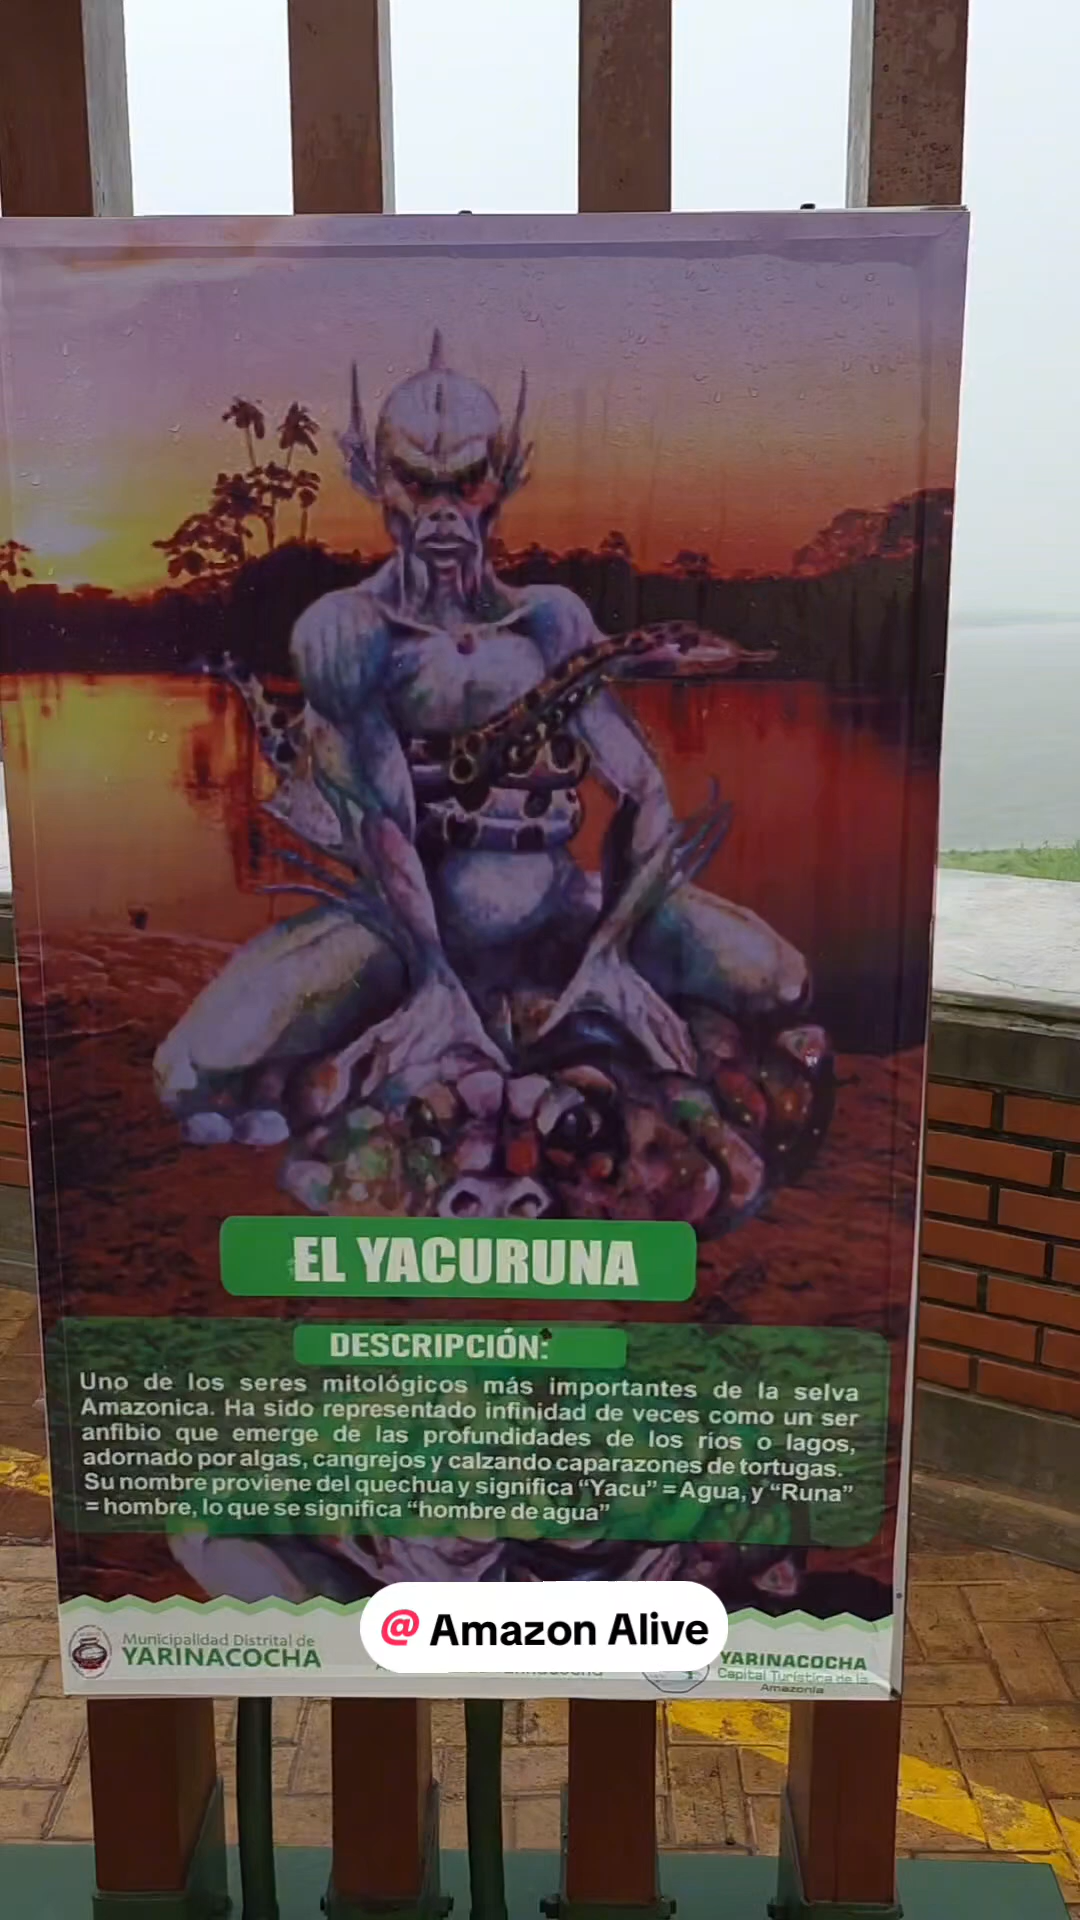 EL YACURUNA
DESCRIPCIÓN:
Uno de los seres mitológicos más importantes de la selva
Amazonica. Ha sido representado infinidad de veces como un ser
anfibio que emerge de las profundidades de los ríos o lagos,
adornado por algas, cangrejos y calzando caparazones de tortugas.
Su nombre proviene del quechua y significa “Yacu” = Agua, y “Runa”
= hombre, lo que se significa “hombre de agua”
@ Amazon Alive
Municipalidad Distrital de
YARINACOCHA
YARINACOCHA
Capital Turística de la
Amazonía